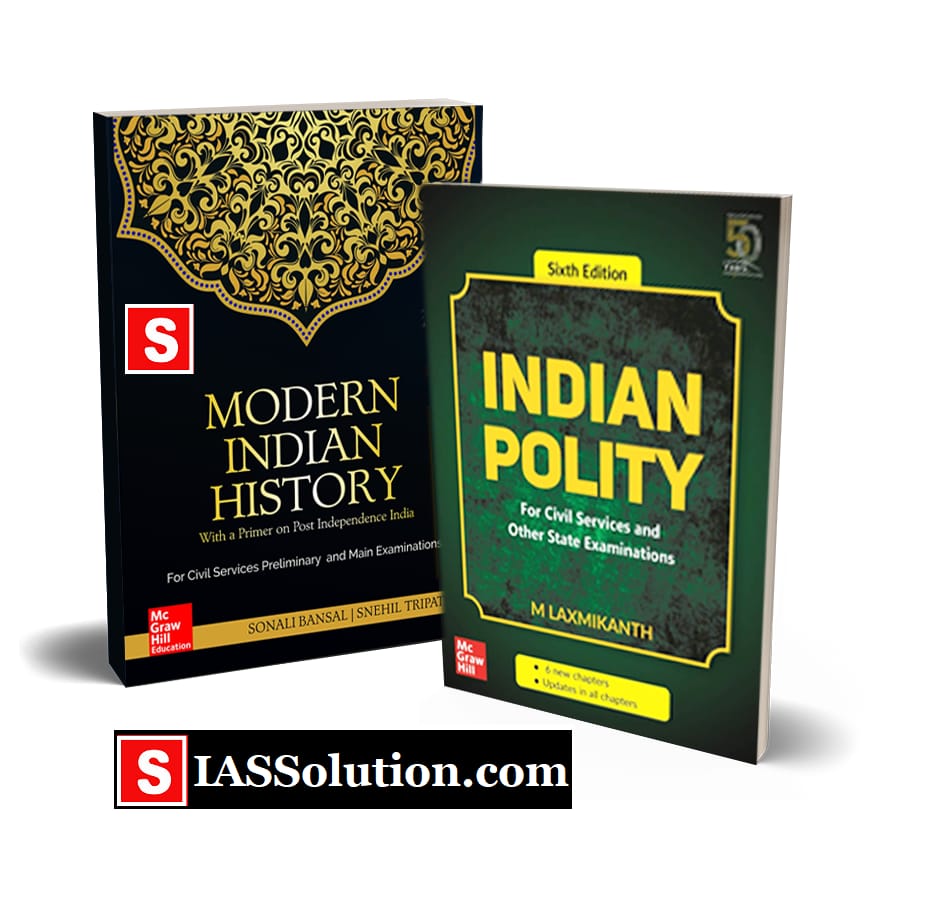 S
MODERN
INDIAN
HISTORY
With a Primer on Post Independence India
For Civil Services Preliminary and Main Examinations
Mc
Graw
Hill
Education
SONALI BANSAL | SNEHIL TRIPAT
50
Sixth Edition
INDIAN
POLITY
For Civil Services and
Other State Examinations
M LAXMIKANTH
Mc
Graw
Hill
• 6 new chapters
• Updates in all chapters
S IASSolution.com